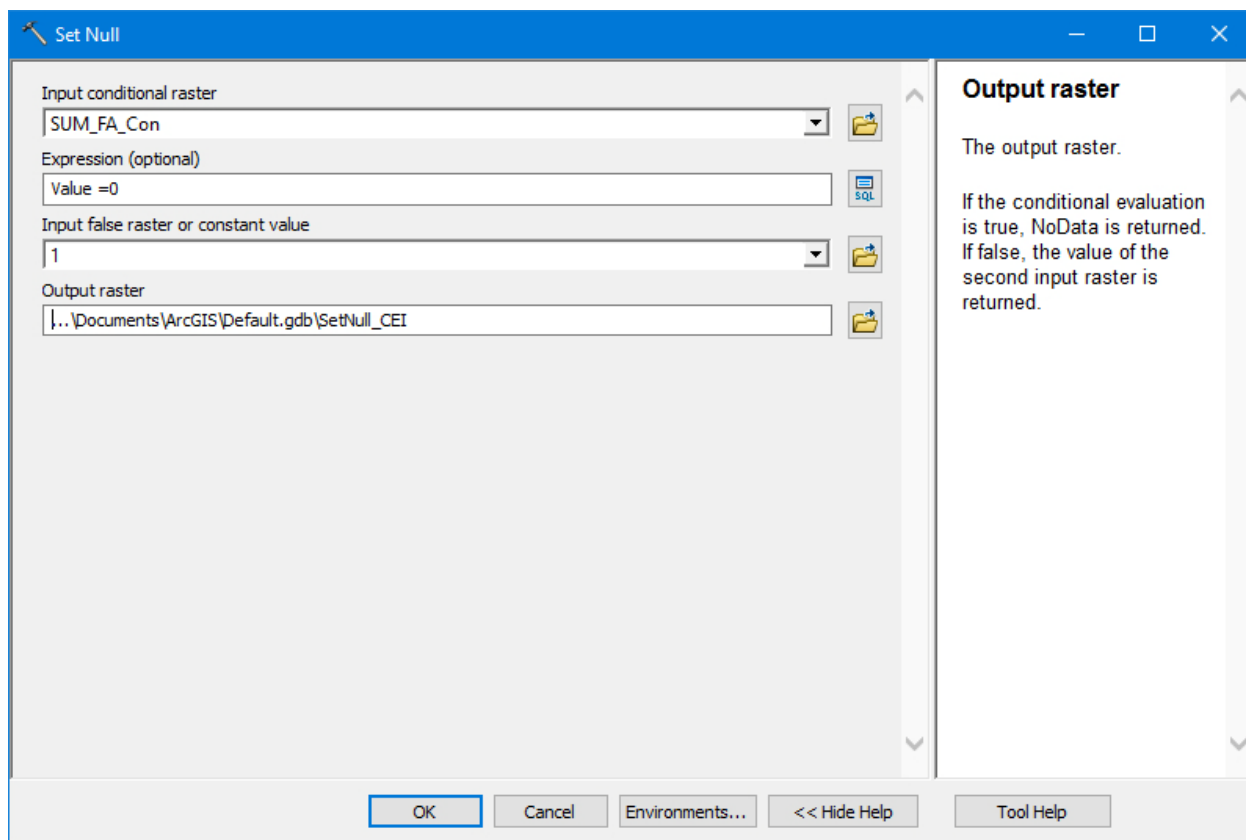 Set Null
Input conditional raster
SUM_FA_Con
Expression (optional)
Value =0
SQL
Input false raster or constant value
1
Output raster
...\Documents\ArcGIS\Default.gdb\SetNull_CEI
Output raster
The output raster.
If the conditional evaluation
is true, NoData is returned.
If false, the value of the
second input raster is
returned.
OK
Cancel
Environments...
<< Hide Help
Tool Help